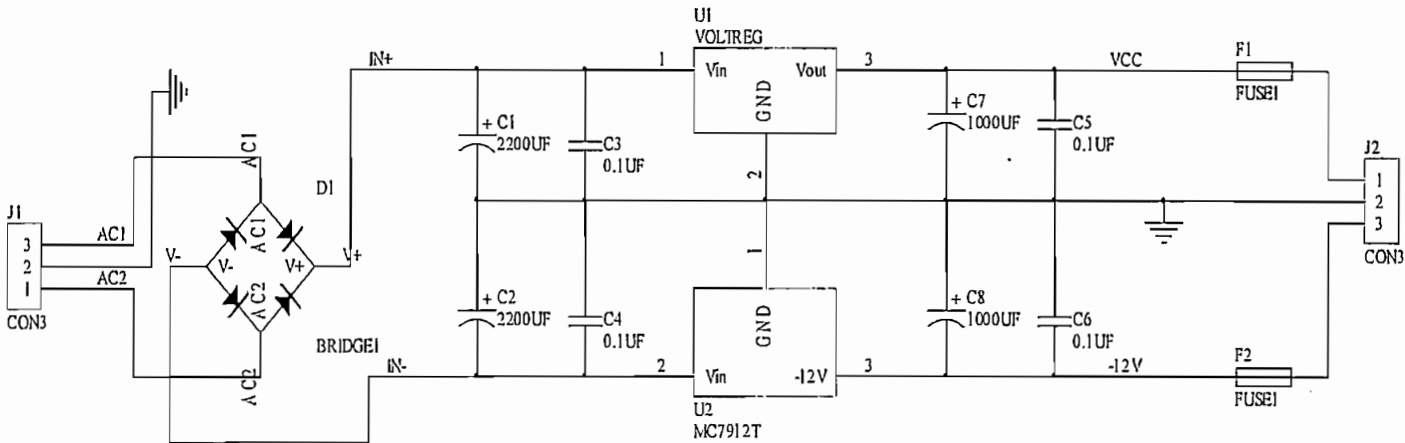 U1
VOLTREG
IN+
1
Vin
Vout
3
VCC
F1
FUSE1
GND
2
+ C1
2200UF
C3
0.1UF
+ C7
1000UF
C5
0.1UF
AC1
D1
J1
3
2
1
CON3
AC1
AC2
V-
V-
AC1
AC2
V+
V+
AC2
BRIDGE1
IN-
J2
1
2
3
CON3
+ C2
2200UF
C4
0.1UF
1
GND
2
Vin
-12V
3
U2
MC7912T
+ C8
1000UF
C6
0.1UF
-12V
F2
FUSE1